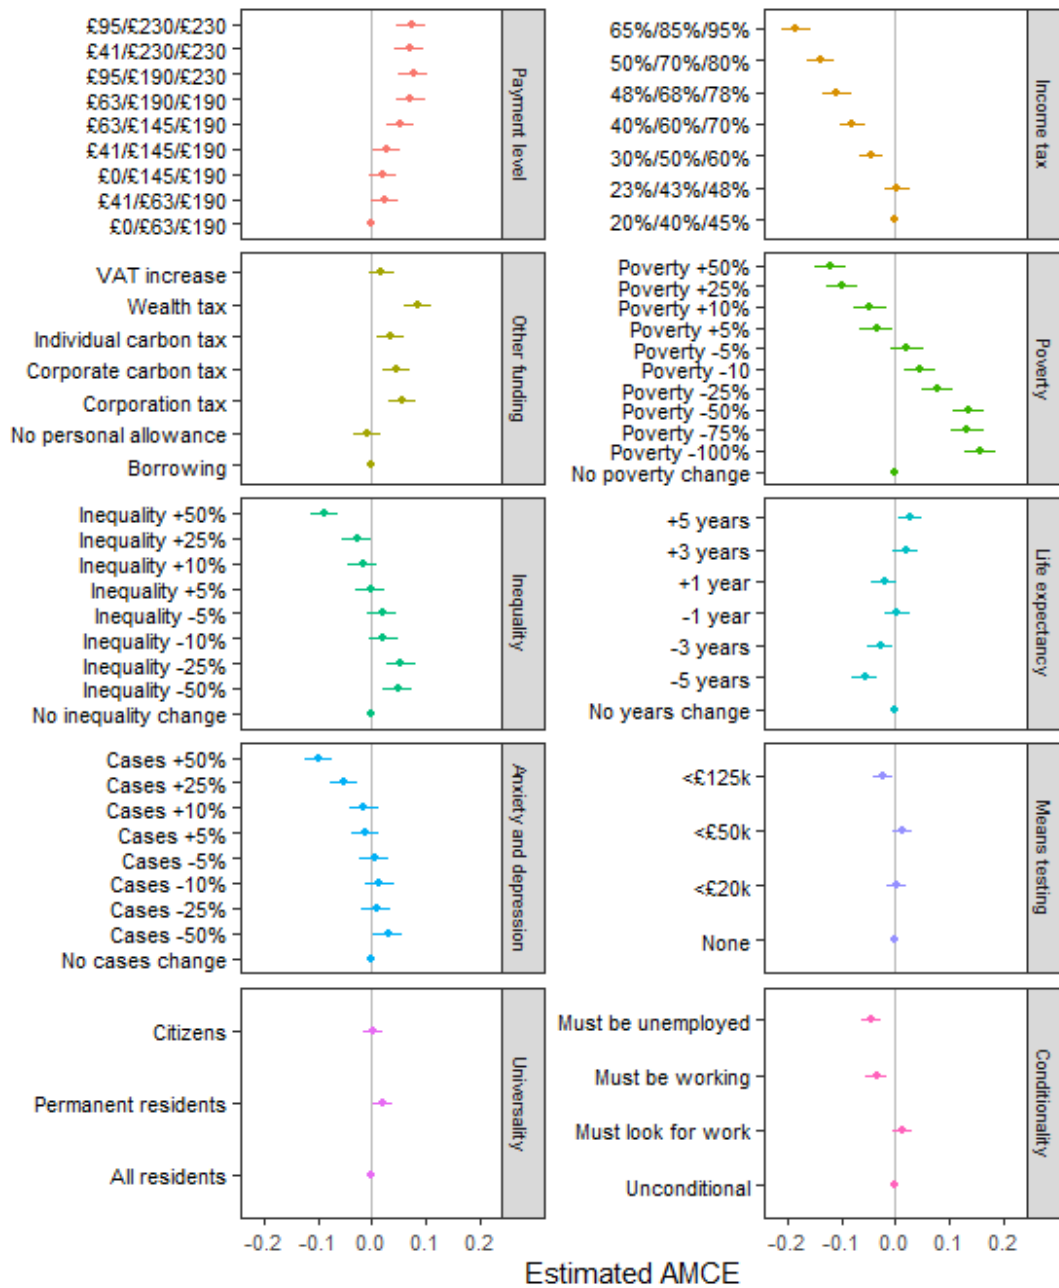 £95/£230/£230
£41/£230/£230
£95/£190/£230
£63/£190/£190
£63/£145/£190
£41/£145/£190
£0/£145/£190
£41/£63/£190
£0/£63/£190
Payment level
65%/85%/95%
50%/70%/80%
48%/68%/78%
40%/60%/70%
30%/50%/60%
23%/43%/48%
20%/40%/45%
Income tax
VAT increase
Wealth tax
Individual carbon tax
Corporate carbon tax
Corporation tax
No personal allowance
Borrowing
Other funding
Poverty +50%
Poverty +25%
Poverty +10%
Poverty +5%
Poverty -5%
Poverty -10
Poverty -25%
Poverty -50%
Poverty -75%
Poverty -100%
No poverty change
Poverty
Inequality +50%
Inequality +25%
Inequality +10%
Inequality +5%
Inequality -5%
Inequality -10%
Inequality -25%
Inequality -50%
No inequality change
Inequality
+5 years
+3 years
+1 year
-1 year
-3 years
-5 years
No years change
Life expectancy
Cases +50%
Cases +25%
Cases +10%
Cases +5%
Cases -5%
Cases -10%
Cases -25%
Cases -50%
No cases change
Anxiety and depression
<£125k
<£50k
<£20k
None
Means testing
Citizens
Permanent residents
All residents
Universality
Must be unemployed
Must be working
Must look for work
Unconditional
Conditionality
-0.2 -0.1 0.0 0.1 0.2
-0.2 -0.1 0.0 0.1 0.2
Estimated AMCE